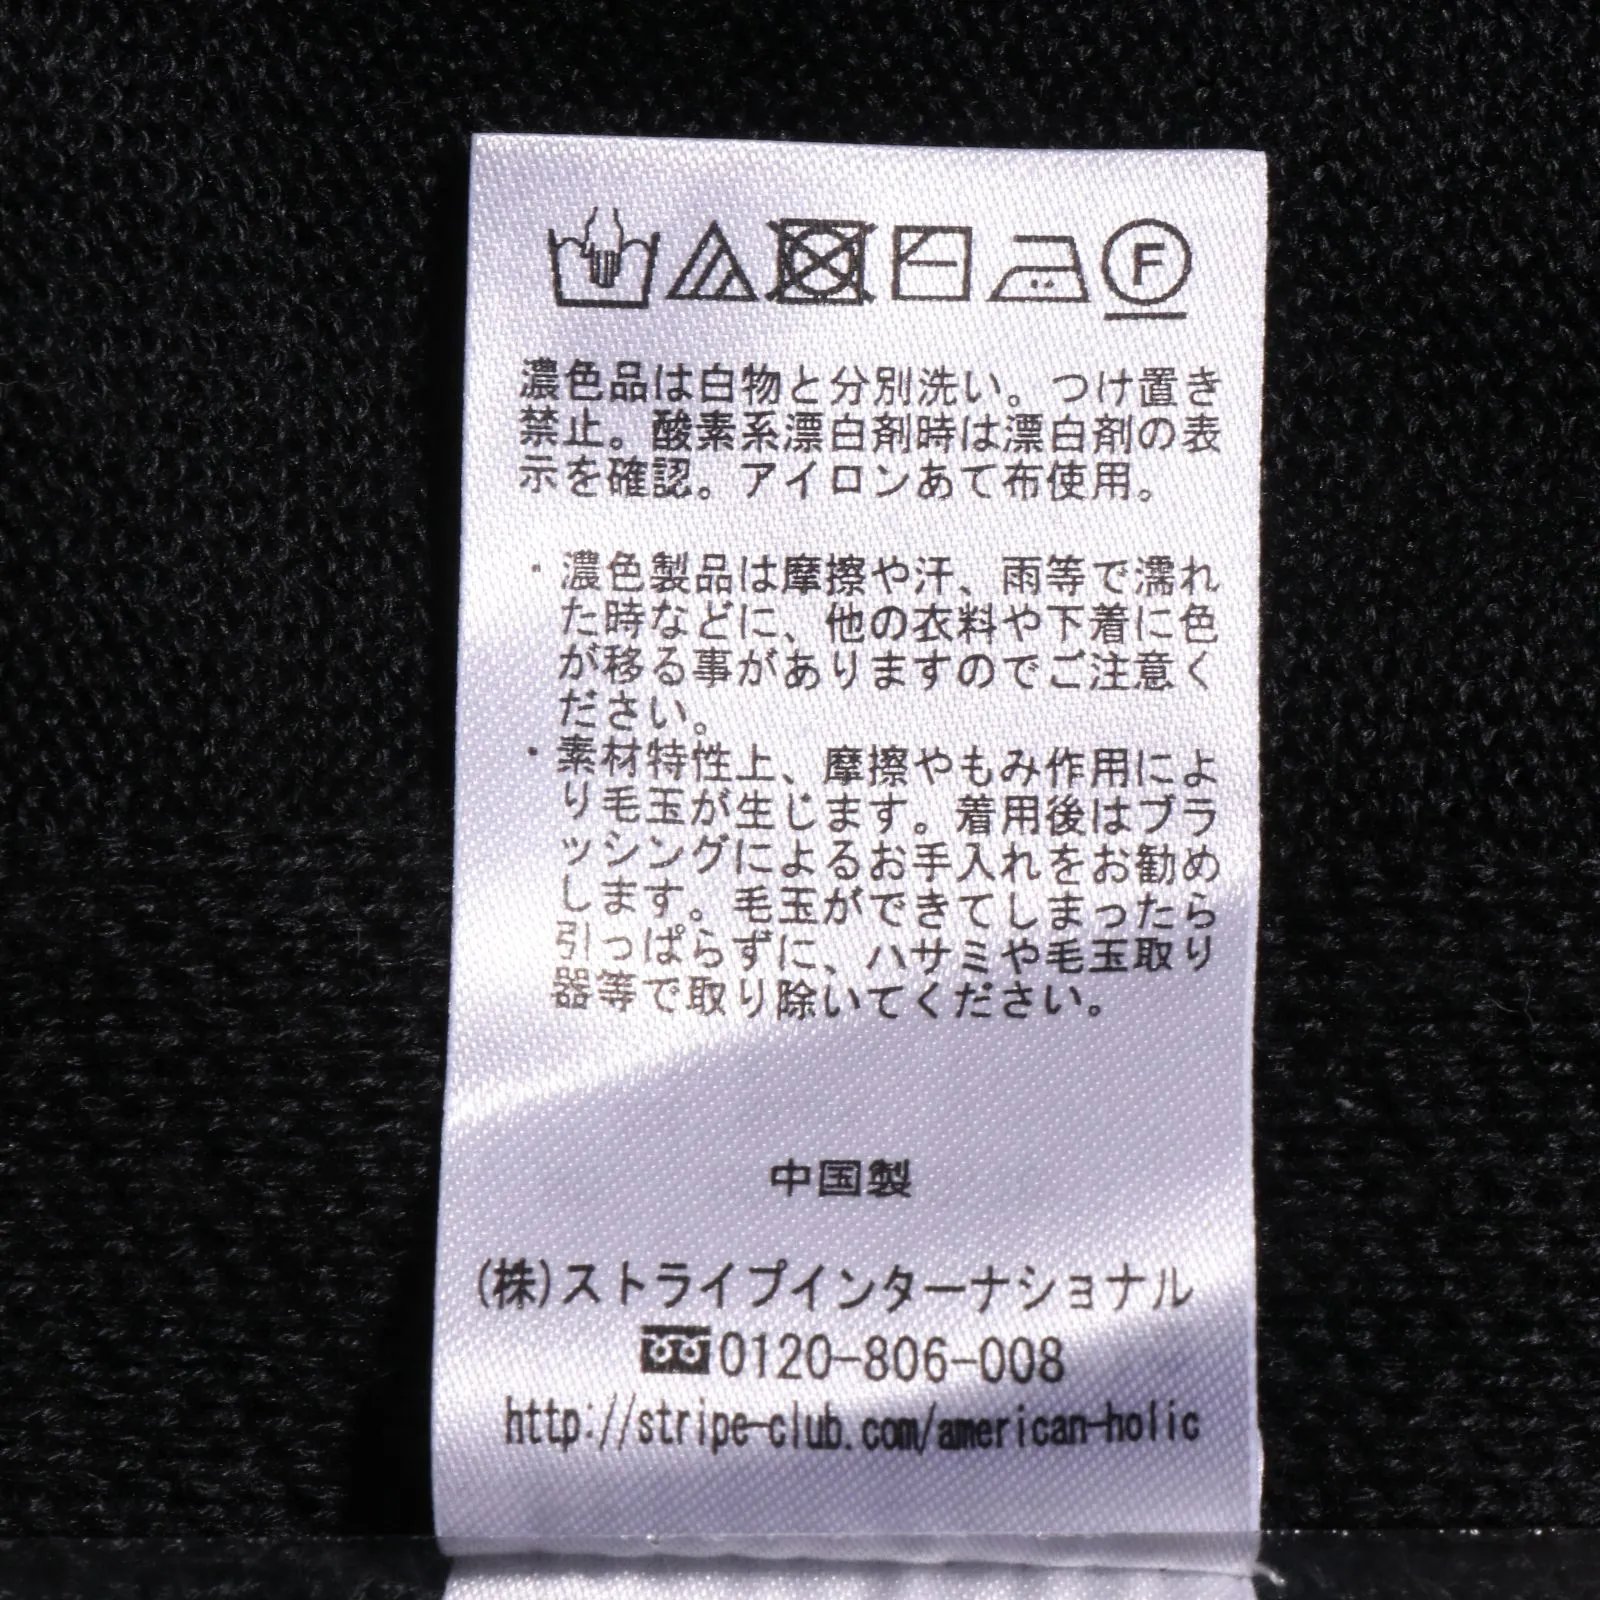 F
濃色品は白物と分別洗い。つけ置き
禁止。酸素系漂白剤時は漂白剤の表
示を確認。アイロンあて布使用。
・濃色製品は摩擦や汗、雨等で濡れ
た時などに、他の衣料や下着に色
が移る事がありますのでご注意く
ださい。
・素材特性上、摩擦やもみ作用によ
り毛玉が生じます。着用後はブラ
ッシングによるお手入れをお勧め
します。毛玉ができてしまったら
引っぱらずに、ハサミや毛玉取り
器等で取り除いてください。
中国製
(株)ストライプインターナショナル
0120-806-008
http://stripe-club.com/american-holic